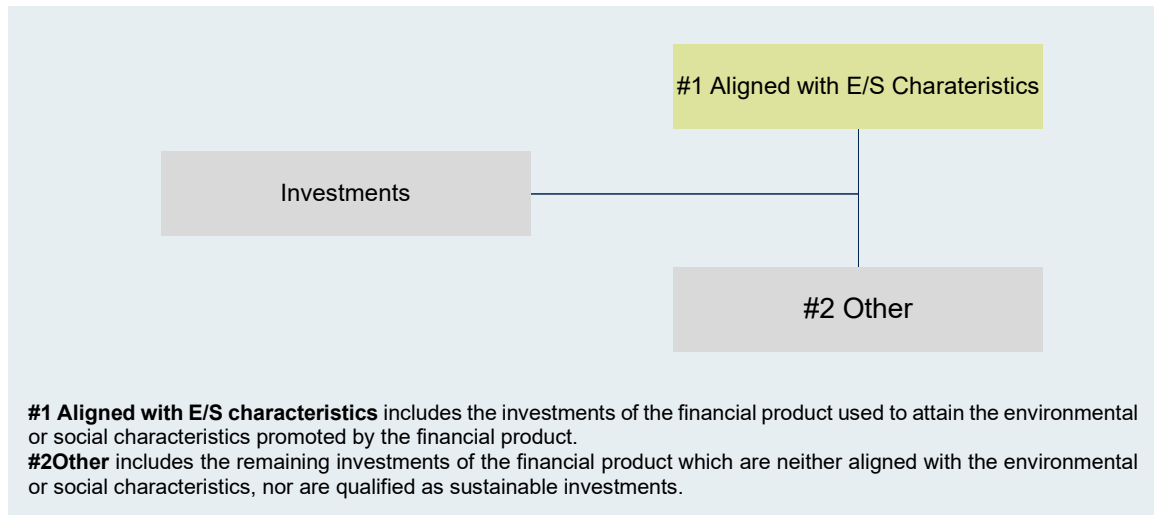 #1 Aligned with E/S Charateristics
Investments
#2 Other
#1 Aligned with E/S characteristics includes the investments of the financial product used to attain the environmental
or social characteristics promoted by the financial product.
#2Other includes the remaining investments of the financial product which are neither aligned with the environmental
or social characteristics, nor are qualified as sustainable investments.